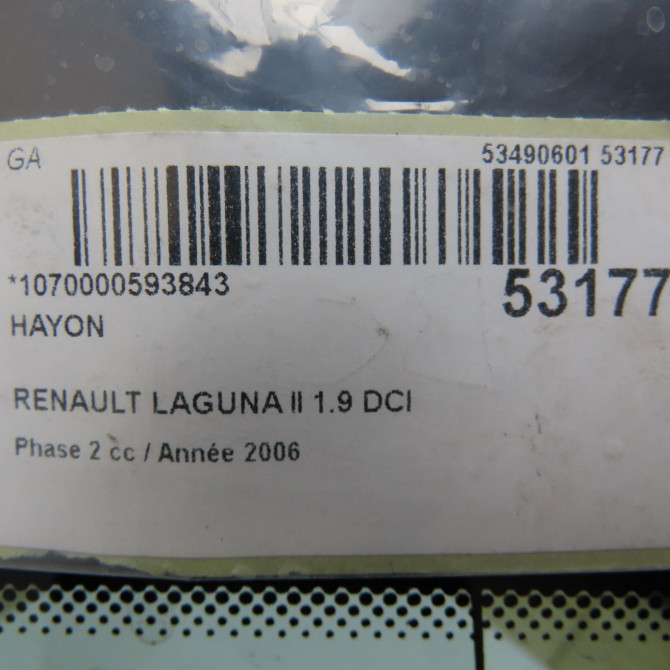 GA
53490601 53177
*1070000593843
53177
HAYON
RENAULT LAGUNA II 1.9 DCI
Phase 2 cc / Année 2006